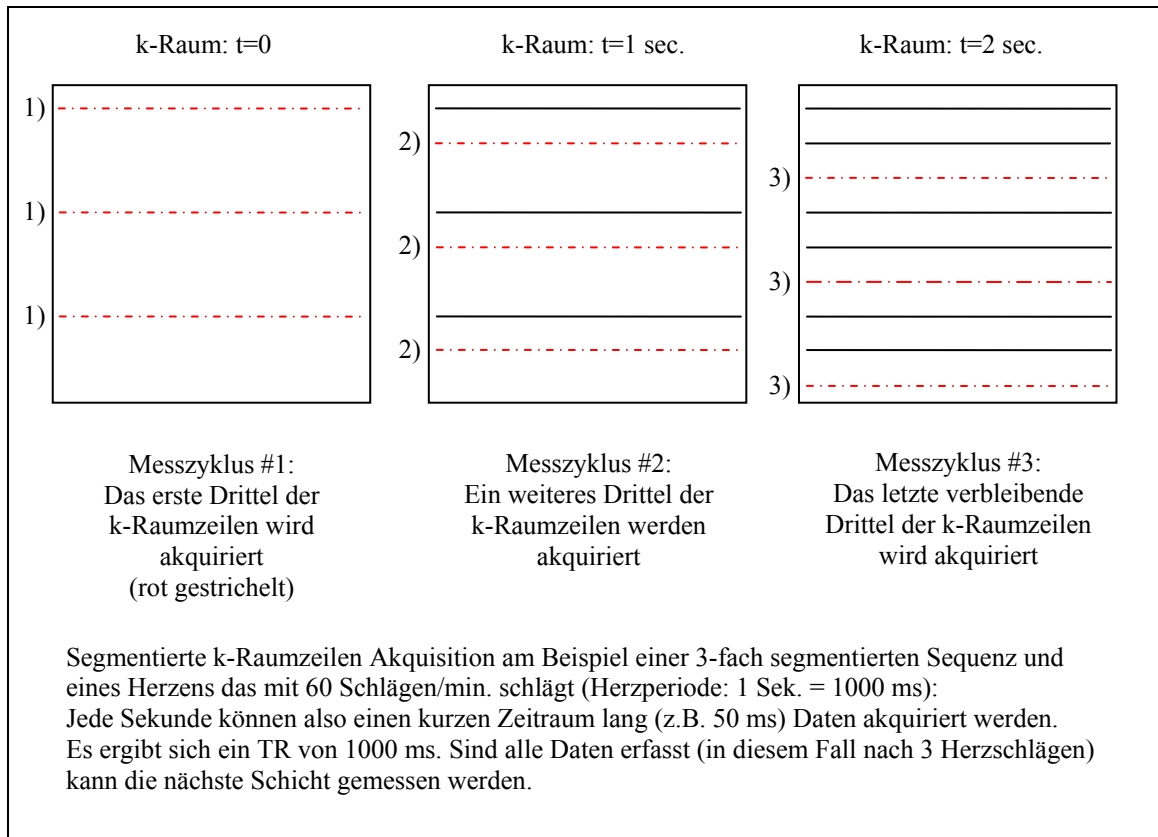 k-Raum: t=0
k-Raum: t=1 sec.
k-Raum: t=2 sec.
1)
1)
1)
2)
2)
2)
3)
3)
3)
Messzyklus #1:
Das erste Drittel der
k-Raumzeilen wird
akquiriert
(rot gestrichelt)
Messzyklus #2:
Ein weiteres Drittel der
k-Raumzeilen werden
akquiriert
Messzyklus #3:
Das letzte verbleibende
Drittel der k-Raumzeilen
wird akquiriert
Segmentierte k-Raumzeilen Akquisition am Beispiel einer 3-fach segmentierten Sequenz und
eines Herzens das mit 60 Schlägen/min. schlägt (Herzperiode: 1 Sek. = 1000 ms):
Jede Sekunde können also einen kurzen Zeitraum lang (z.B. 50 ms) Daten akquiriert werden.
Es ergibt sich ein TR von 1000 ms. Sind alle Daten erfasst (in diesem Fall nach 3 Herzschlägen)
kann die nächste Schicht gemessen werden.